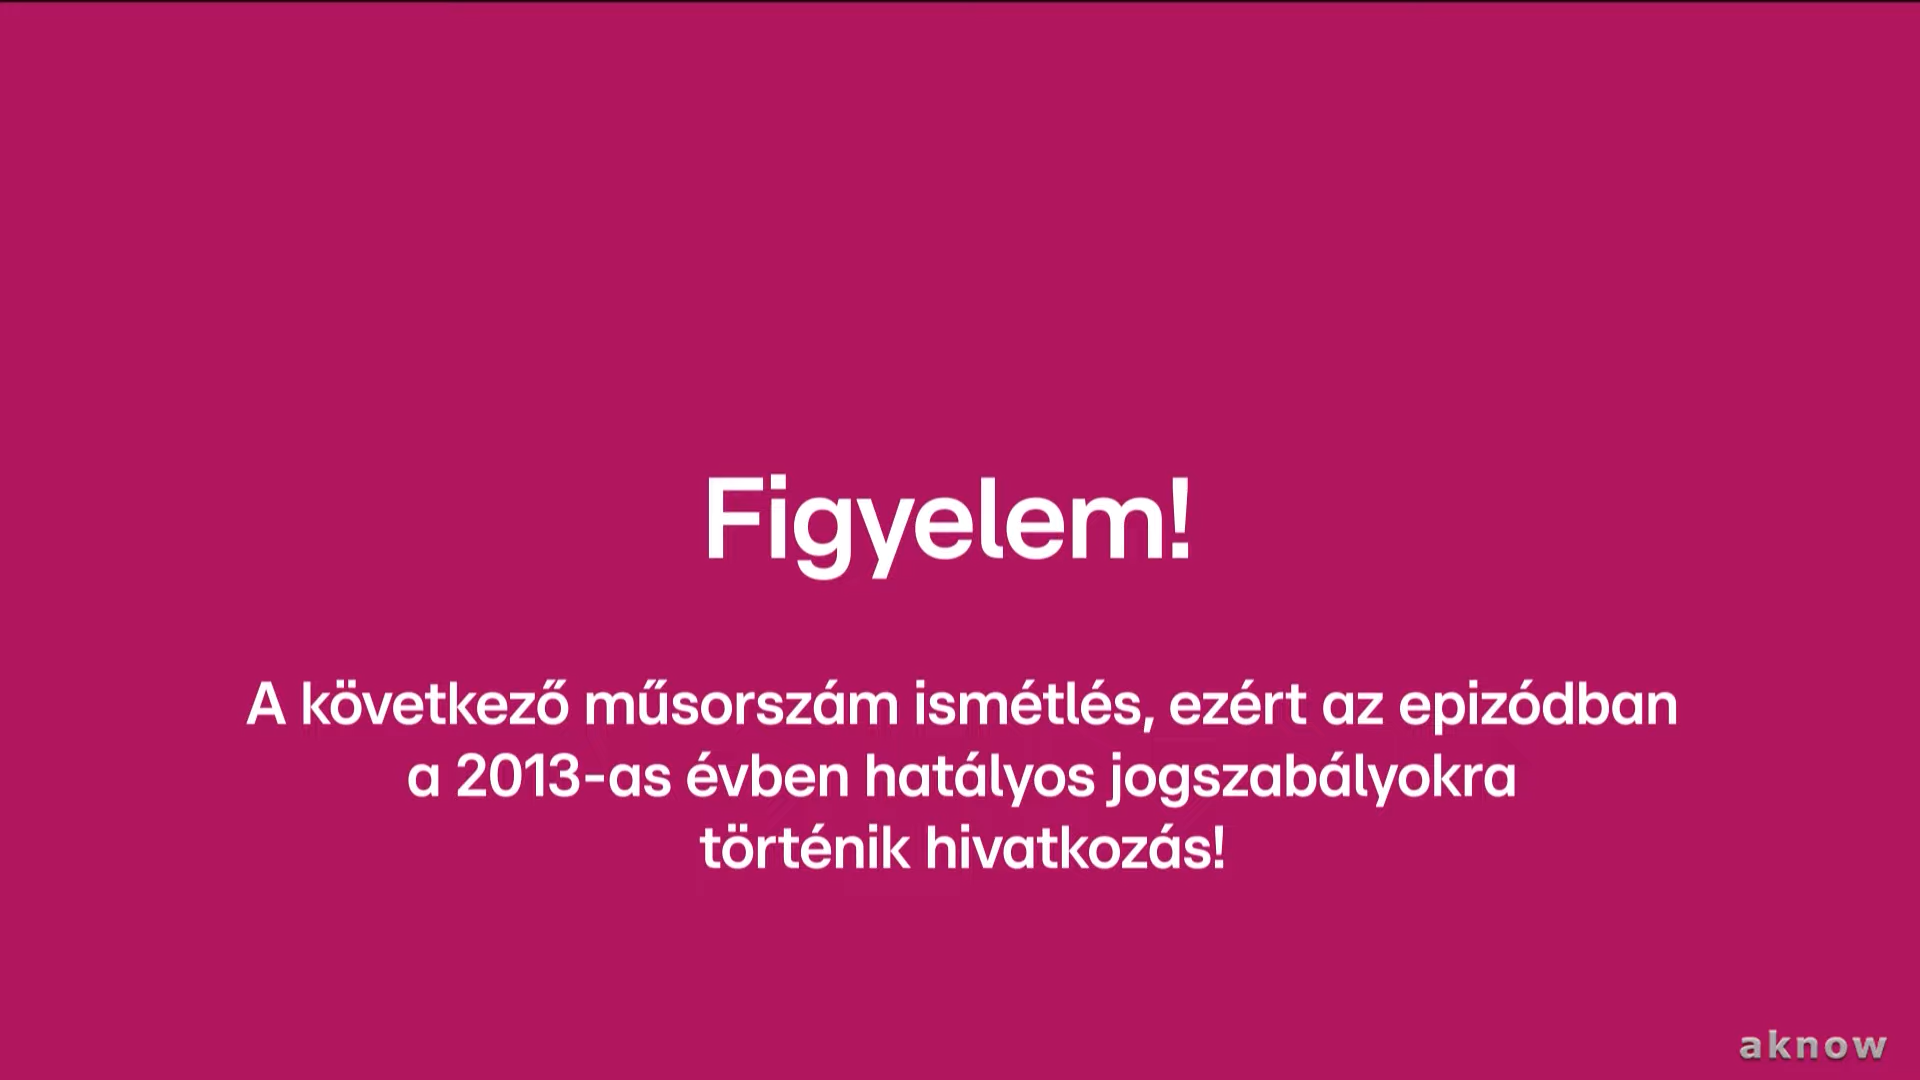 Figyelem!
A következő műsorszám ismétlés, ezért az epizódban
a 2013-as évben hatályos jogszabályokra
történik hivatkozás!
aknow